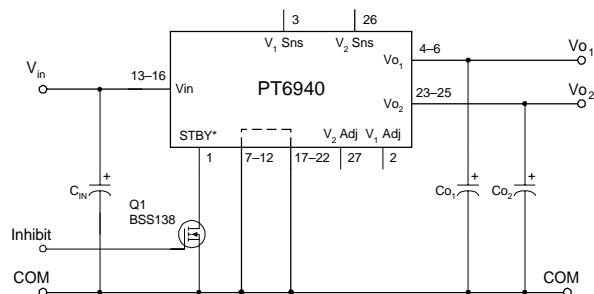 3
26
V1 Sns
V2 Sns
4–6
Vo1
Vin
13–16
Vin
PT6940
Vo1
23–25
Vo2
Vo2
STBY*
V2 Adj
V1 Adj
1
7–12
17–22
27
2
+
CIN
+
Co1
+
Co2
Q1
BSS138
Inhibit
COM
COM